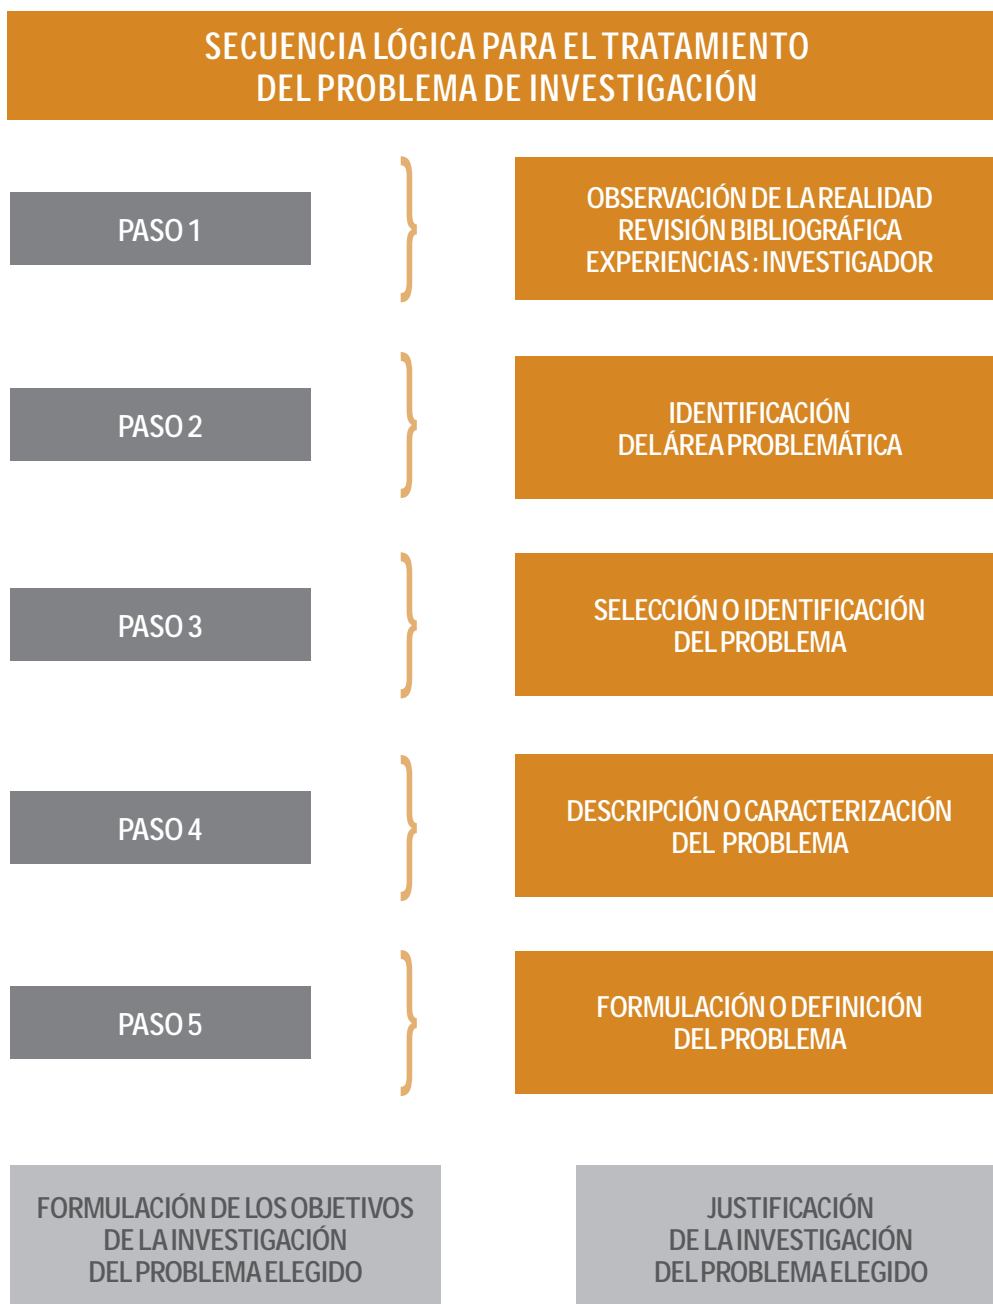 SECUENCIA LÓGICA PARA EL TRATAMIENTO
DEL PROBLEMA DE INVESTIGACIÓN
PASO 1
OBSERVACIÓN DE LA REALIDAD
REVISIÓN BIBLIOGRÁFICA
EXPERIENCIAS : INVESTIGADOR
PASO 2
IDENTIFICACIÓN
DEL ÁREA PROBLEMÁTICA
PASO 3
SELECCIÓN O IDENTIFICACIÓN
DEL PROBLEMA
PASO 4
DESCRIPCIÓN O CARACTERIZACIÓN
DEL PROBLEMA
PASO 5
FORMULACIÓN O DEFINICIÓN
DEL PROBLEMA
FORMULACIÓN DE LOS OBJETIVOS
DE LA INVESTIGACIÓN
DEL PROBLEMA ELEGIDO
JUSTIFICACIÓN
DE LA INVESTIGACIÓN
DEL PROBLEMA ELEGIDO